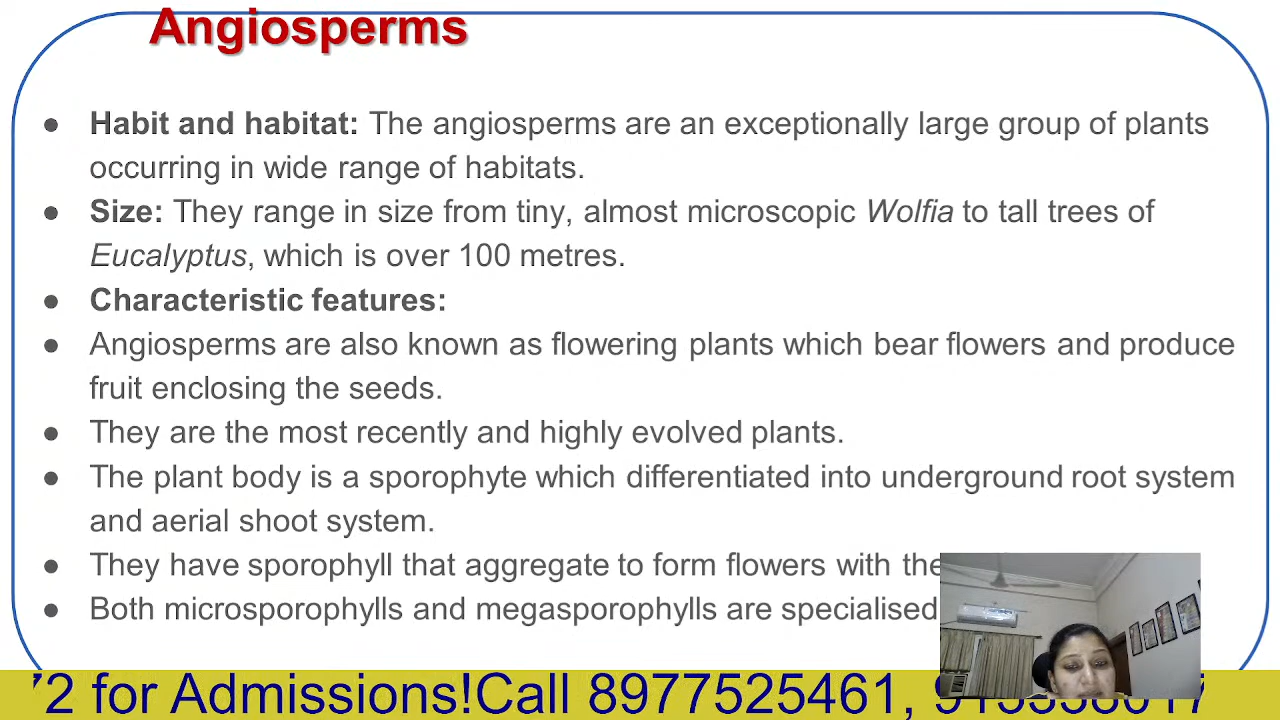 Angiosperms
● Habit and habitat: The angiosperms are an exceptionally large group of plants
occurring in wide range of habitats.
● Size: They range in size from tiny, almost microscopic Wolfia to tall trees of
Eucalyptus, which is over 100 metres.
● Characteristic features:
● Angiosperms are also known as flowering plants which bear flowers and produce
fruit enclosing the seeds.
● They are the most recently and highly evolved plants.
● The plant body is a sporophyte which differentiated into underground root system
and aerial shoot system.
● They have sporophyll that aggregate to form flowers with the
● Both microsporophylls and megasporophylls are specialised
72 for Admissions!Call 8977525461,